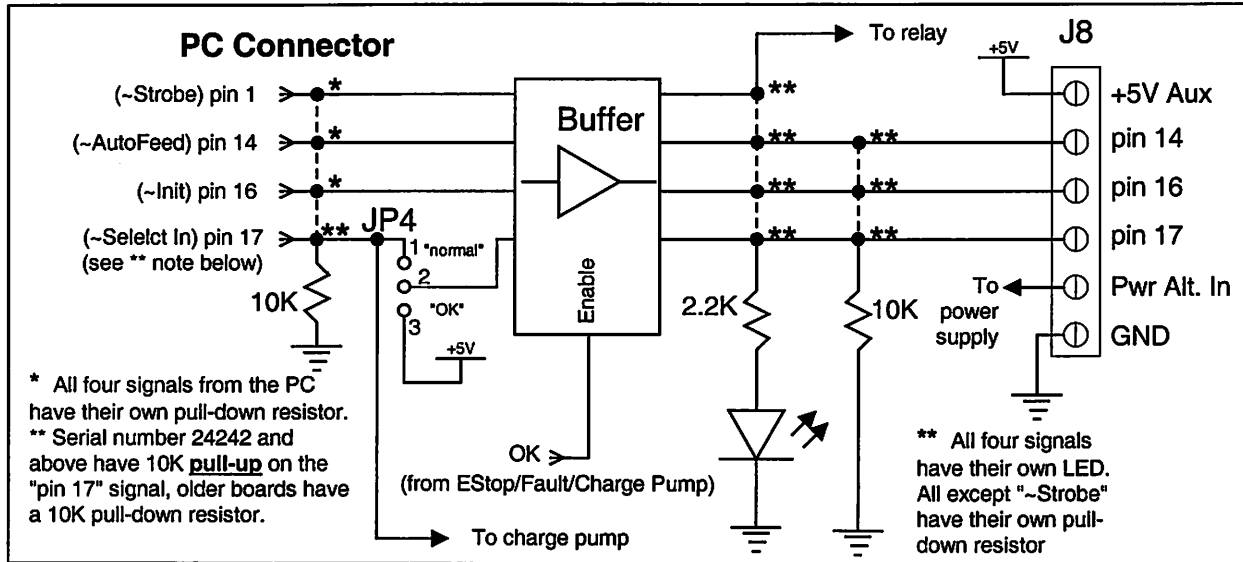 PC Connector
To relay
J8
+5V
(~Strobe) pin 1
*
**
+5V Aux
Buffer
(~AutoFeed) pin 14
*
**
**
pin 14
(~Init) pin 16
*
**
**
pin 16
(~Selelct In) pin 17
**
JP4
**
**
pin 17
(see ** note below)
1 "normal"
2
"OK"
3
10K
+5V
Enable
2.2K
10K
To
power
supply
Pwr Alt. In
GND
* All four signals from the PC
have their own pull-down resistor.
** Serial number 24242 and
above have 10K pull-up on the
"pin 17" signal, older boards have
a 10K pull-down resistor.
OK
(from EStop/Fault/Charge Pump)
To charge pump
** All four signals
have their own LED.
All except "~Strobe"
have their own pull-
down resistor